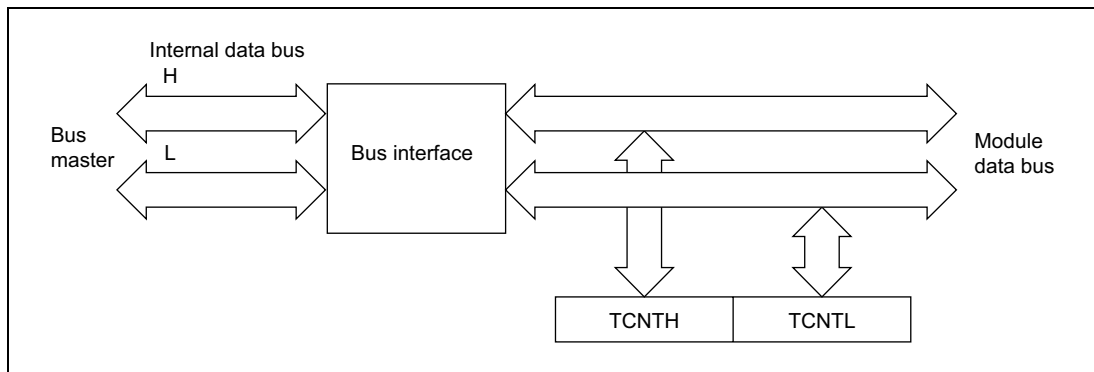 Internal data bus
H
Bus
master
L
Bus interface
Module
data bus
TCNTH
TCNTL